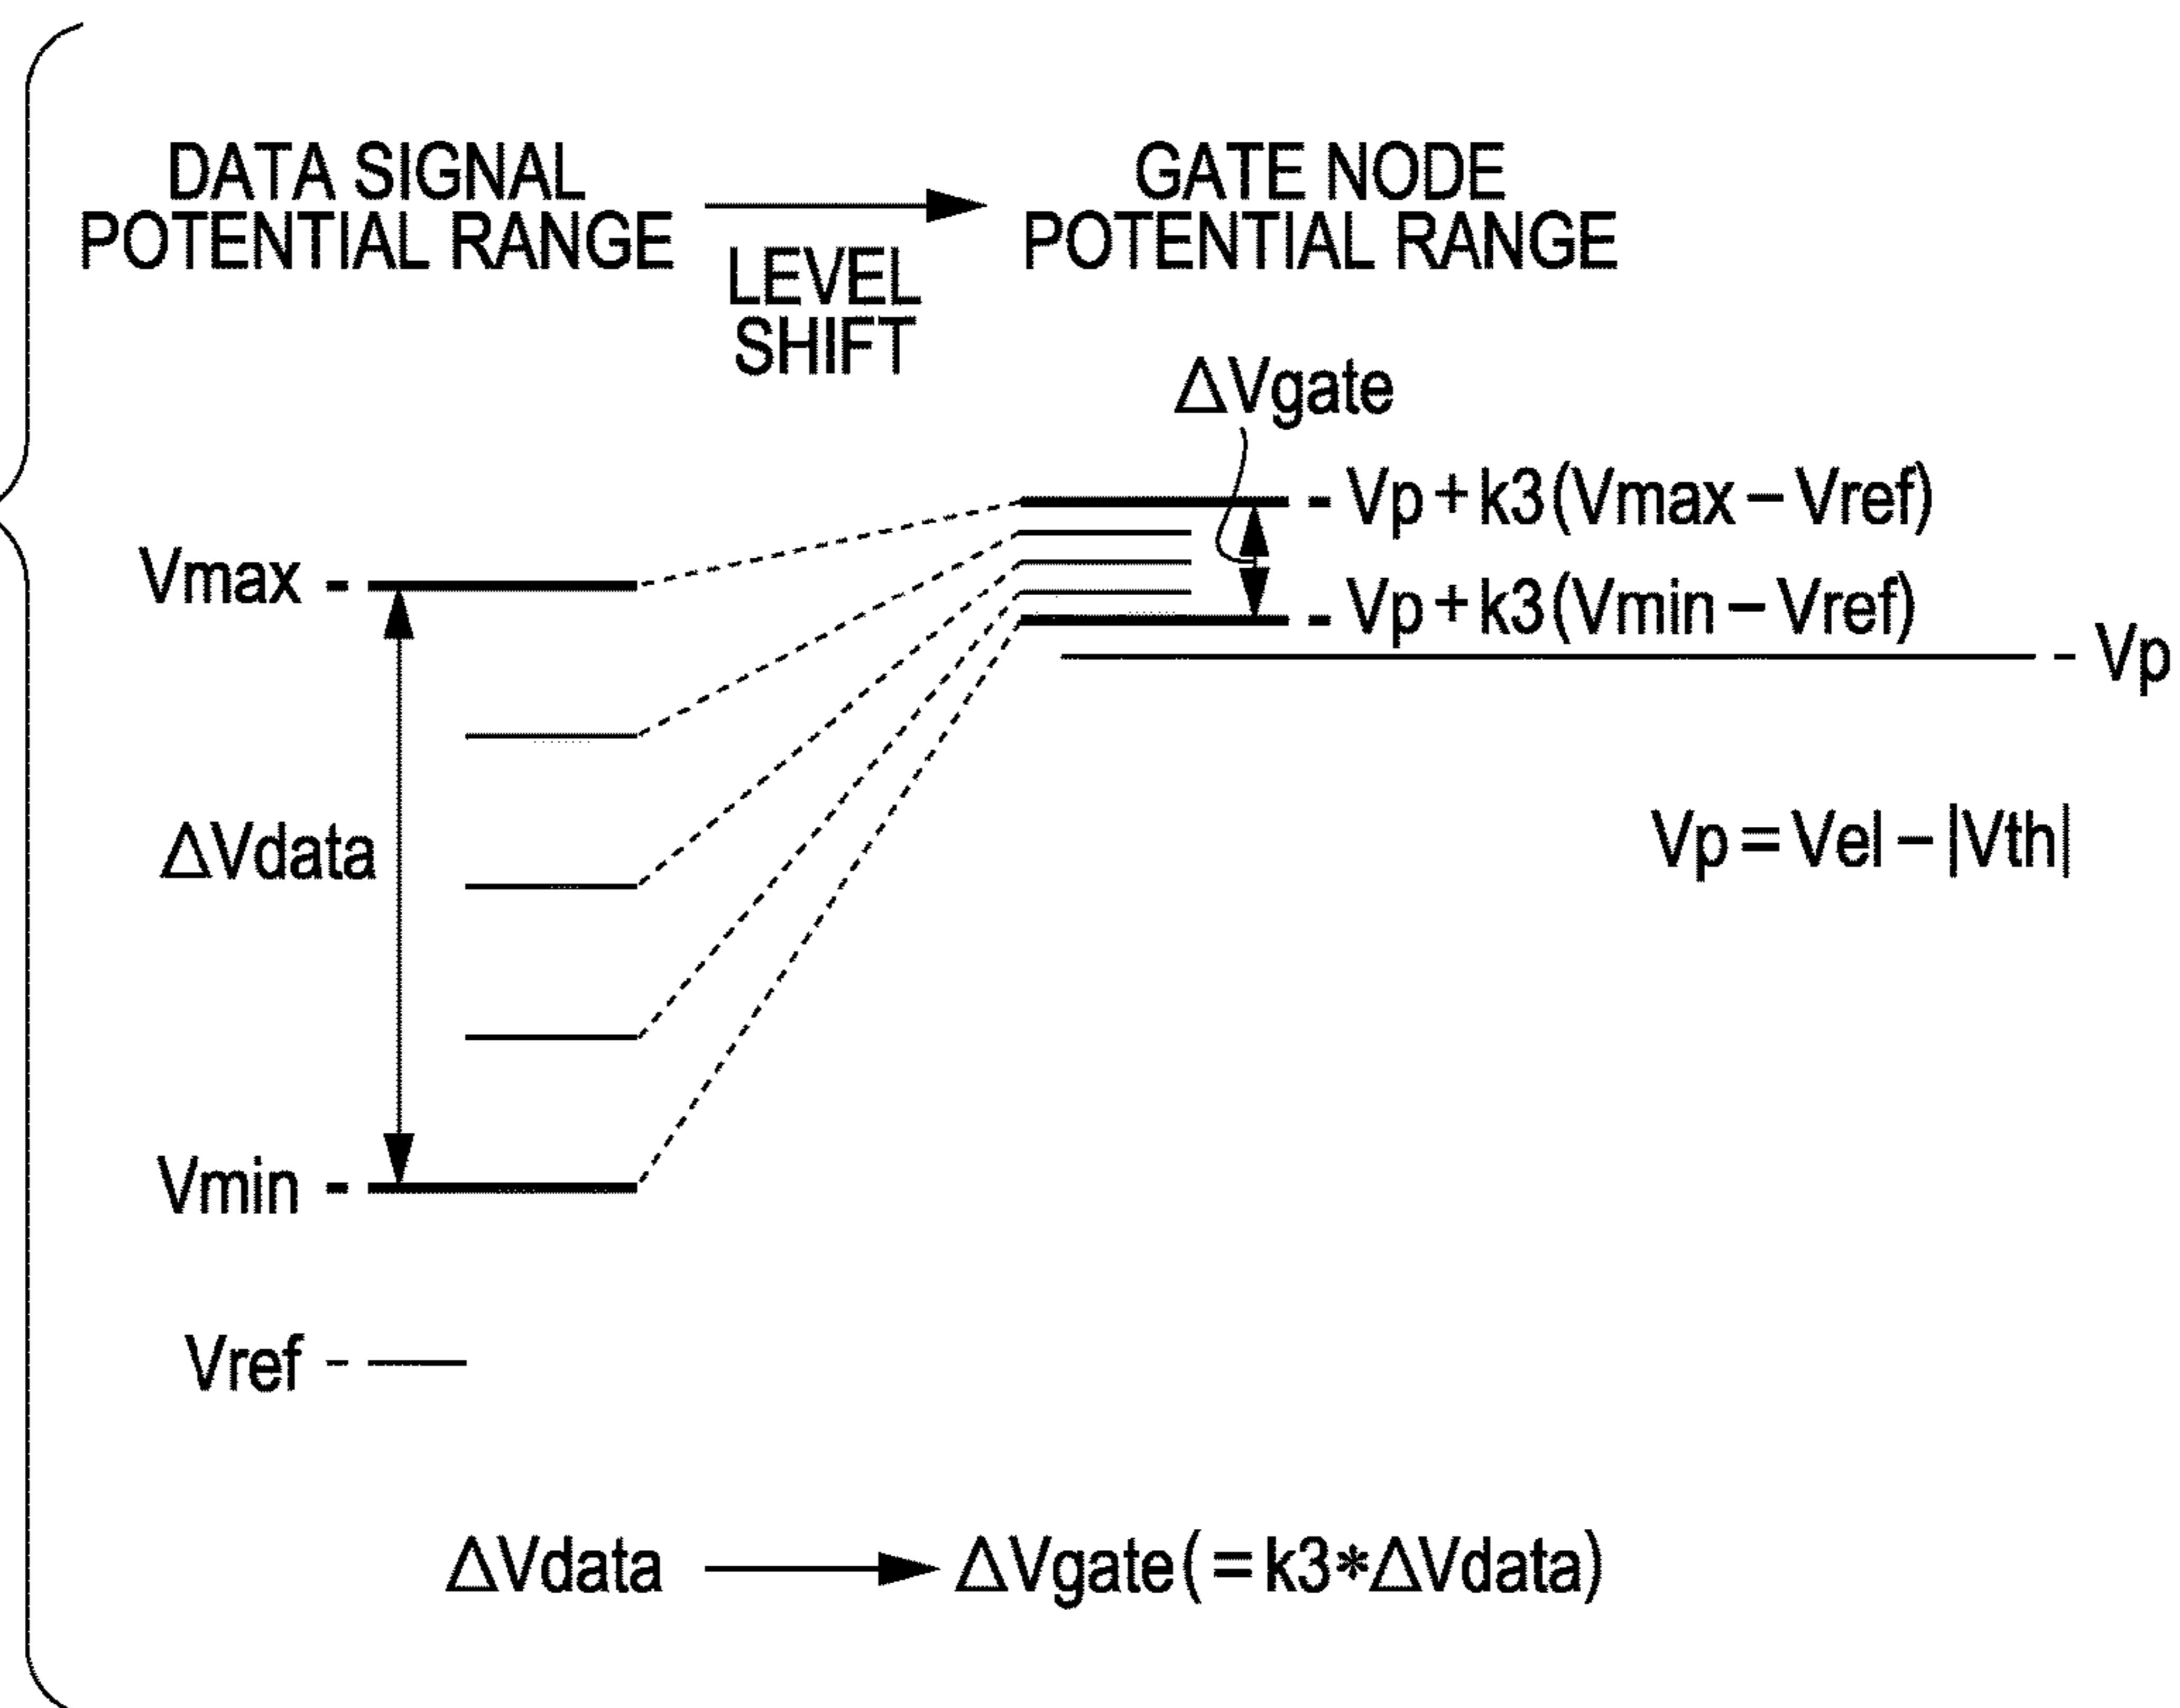 DATA SIGNAL
POTENTIAL RANGE
LEVEL
SHIFT
GATE NODE
POTENTIAL RANGE
ΔVgate
Vp+k3(Vmax−Vref)
Vmax
Vp+k3(Vmin−Vref)
Vp
ΔVdata
Vp=Vel−|Vth|
Vmin
Vref
ΔVdata → ΔVgate(=k3*ΔVdata)